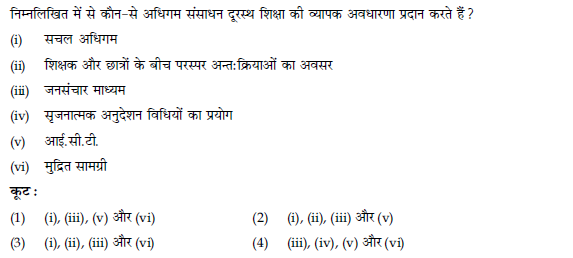 निम्नलिखित में से कौन-से अधिगम संसाधन दूरस्थ शिक्षा की व्यापक अवधारणा प्रदान करते हैं ?
(i) सचल अधिगम
(ii) शिक्षक और छात्रों के बीच परस्पर अन्त:क्रियाओं का अवसर
(iii) जनसंचार माध्यम
(iv) सृजनात्मक अनुदेशन विधियों का प्रयोग
(v) आई.सी.टी.
(vi) मुद्रित सामग्री
कूट :
(1) (i), (iii), (v) और (vi) (2) (i), (ii), (iii) और (v)
(3) (i), (ii), (iii) और (vi) (4) (iii), (iv), (v) और (vi)